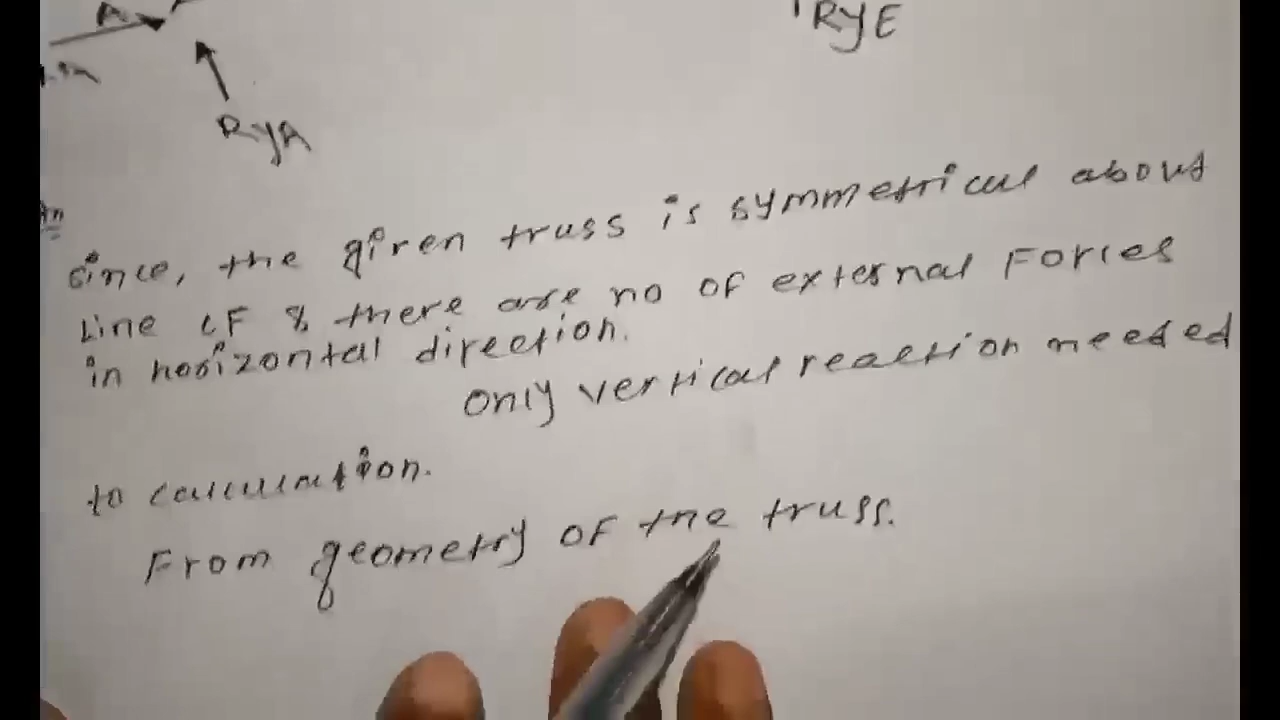 A
RyE
RyA
since, the given truss is symmetrical about
Line CF & there are no of external Forces
in horizontal direction.
only vertical reaction needed
to calculation.
From geometry of the truss.